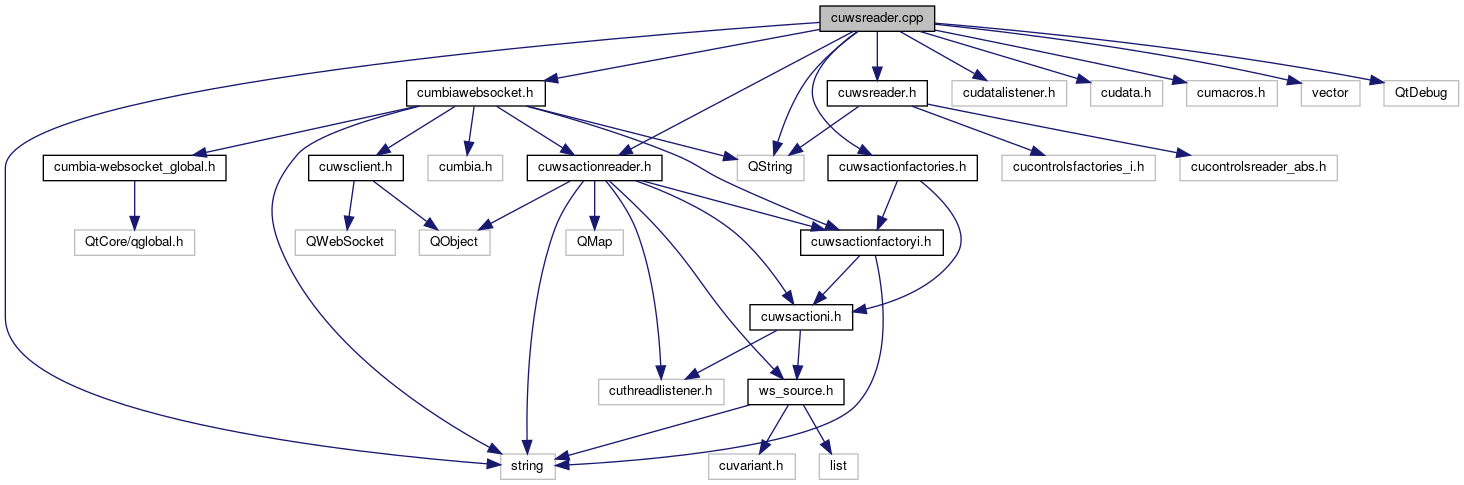 cuwsreader.cpp
cumbiawebsocket.h
cuwsreader.h
cudatalistener.h
cudata.h
cumacros.h
vector
QtDebug
cumbia-websocket_global.h
cuwsclient.h
cumbia.h
cuwsactionreader.h
QString
cuwsactionfactories.h
cucontrolsfactories_i.h
cucontrolsreader_abs.h
QtCore/qglobal.h
QWebSocket
QObject
QMap
cuwsactionfactoryi.h
cuwsactioni.h
cuthreadlistener.h
ws_source.h
string
cuvariant.h
list